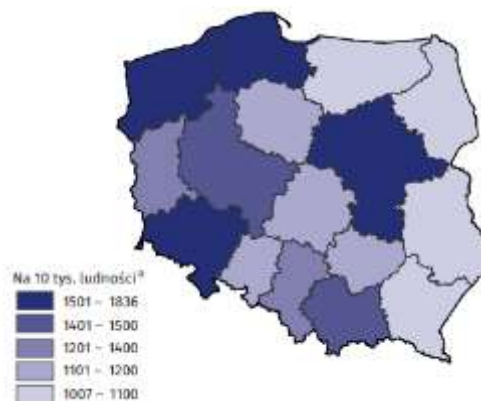 Na 10 tys. ludności a
1501 – 1836
1401 – 1500
1201 – 1400
1101 – 1200
1007 – 1100